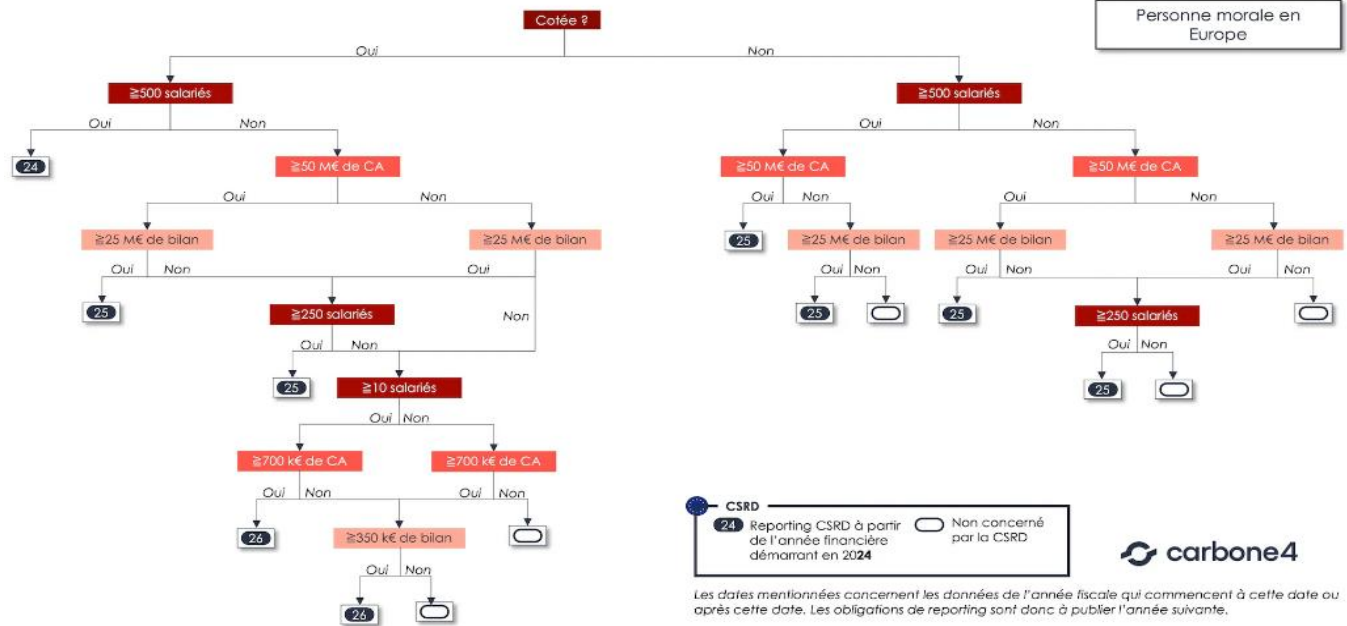 Cotée ?
Personne morale en
Europe
Oui
Non
≧500 salariés
≧500 salariés
Oui
Non
Oui
Non
24
≧50 M€ de CA
≧50 M€ de CA
≧50 M€ de CA
Oui
Non
Oui
Non
Oui
Non
≧25 M€ de bilan
≧25 M€ de bilan
25
≧25 M€ de bilan
≧25 M€ de bilan
≧25 M€ de bilan
Oui
Non
Oui
Oui
Non
Oui
Non
Oui
Non
25
≧250 salariés
Non
25
25
≧250 salariés
Oui
Non
Oui
Non
25
≧10 salariés
25
Oui
Non
≧700 k€ de CA
≧700 k€ de CA
Oui
Non
Oui
Non
26
≧350 k€ de bilan
Oui
Non
26
CSRD
24 Reporting CSRD à partir
de l'année financière
démarrant en 2024
Non concerné
par la CSRD
carbone4
Les dates mentionnées concernent les données de l'année fiscale qui commencent à cette date ou
après cette date. Les obligations de reporting sont donc à publier l'année suivante.